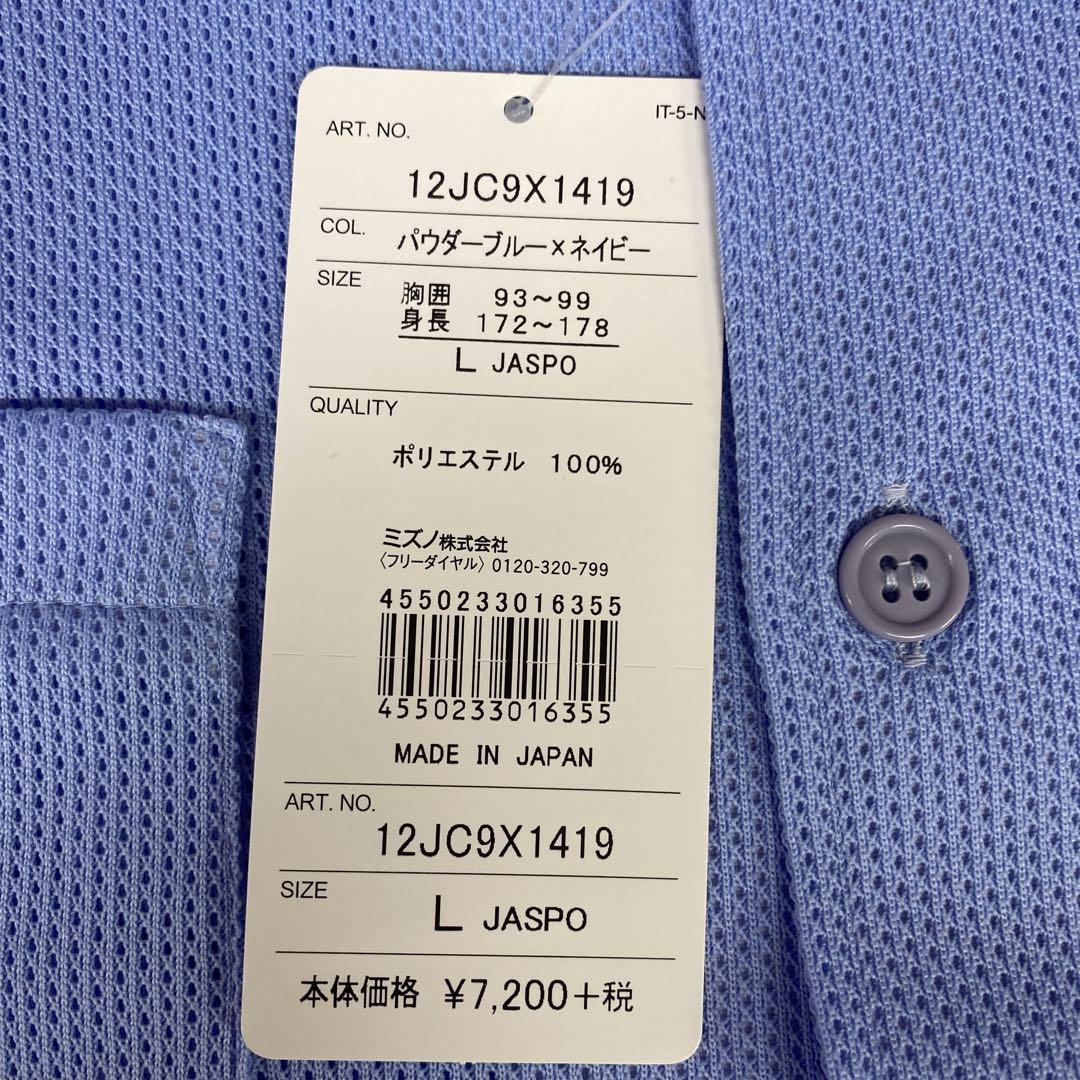 IT-5-N
ART. NO.
12JC9X1419
COL.
パウダーブルー×ネイビー
SIZE
胸囲 93～99
身長 172～178
L JASPO
QUALITY
ポリエステル 100%
ミズノ株式会社
〈フリーダイヤル〉0120-320-799
4550233016355
4550233016355
MADE IN JAPAN
ART. NO.
12JC9X1419
SIZE
L JASPO
本体価格 ¥7,200＋税